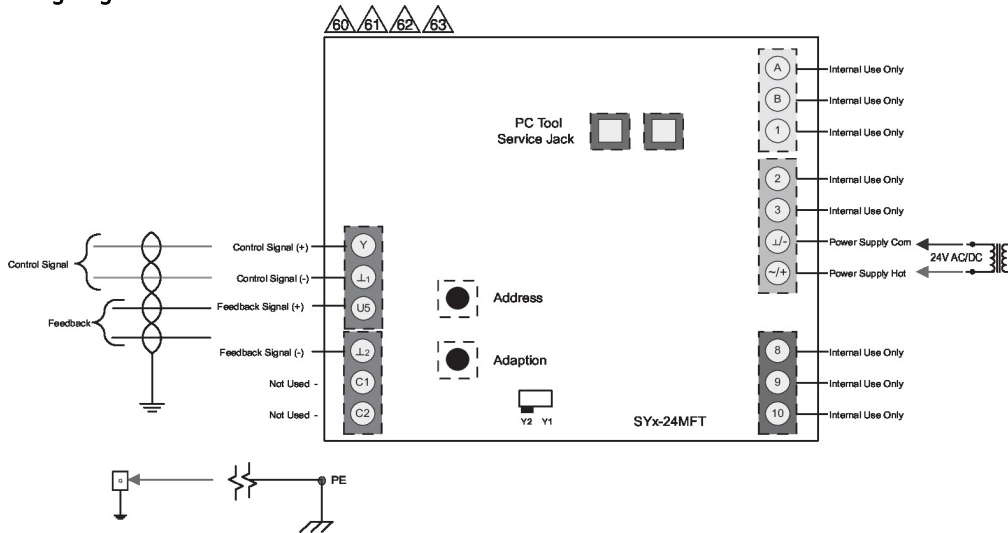 60 61 62 63
A Internal Use Only
B Internal Use Only
1 Internal Use Only
PC Tool
Service Jack
2 Internal Use Only
3 Internal Use Only
⊥/- Power Supply Com
~/+ Power Supply Hot
24V AC/DC
Control Signal
Control Signal (+) Y
Control Signal (-) ⊥1
Feedback
Feedback Signal (+) U5
Feedback Signal (-) ⊥2
Not Used - C1
Not Used - C2
Address
Adaption
Y2 Y1
SYx-24MFT
8 Internal Use Only
9 Internal Use Only
10 Internal Use Only
G
PE